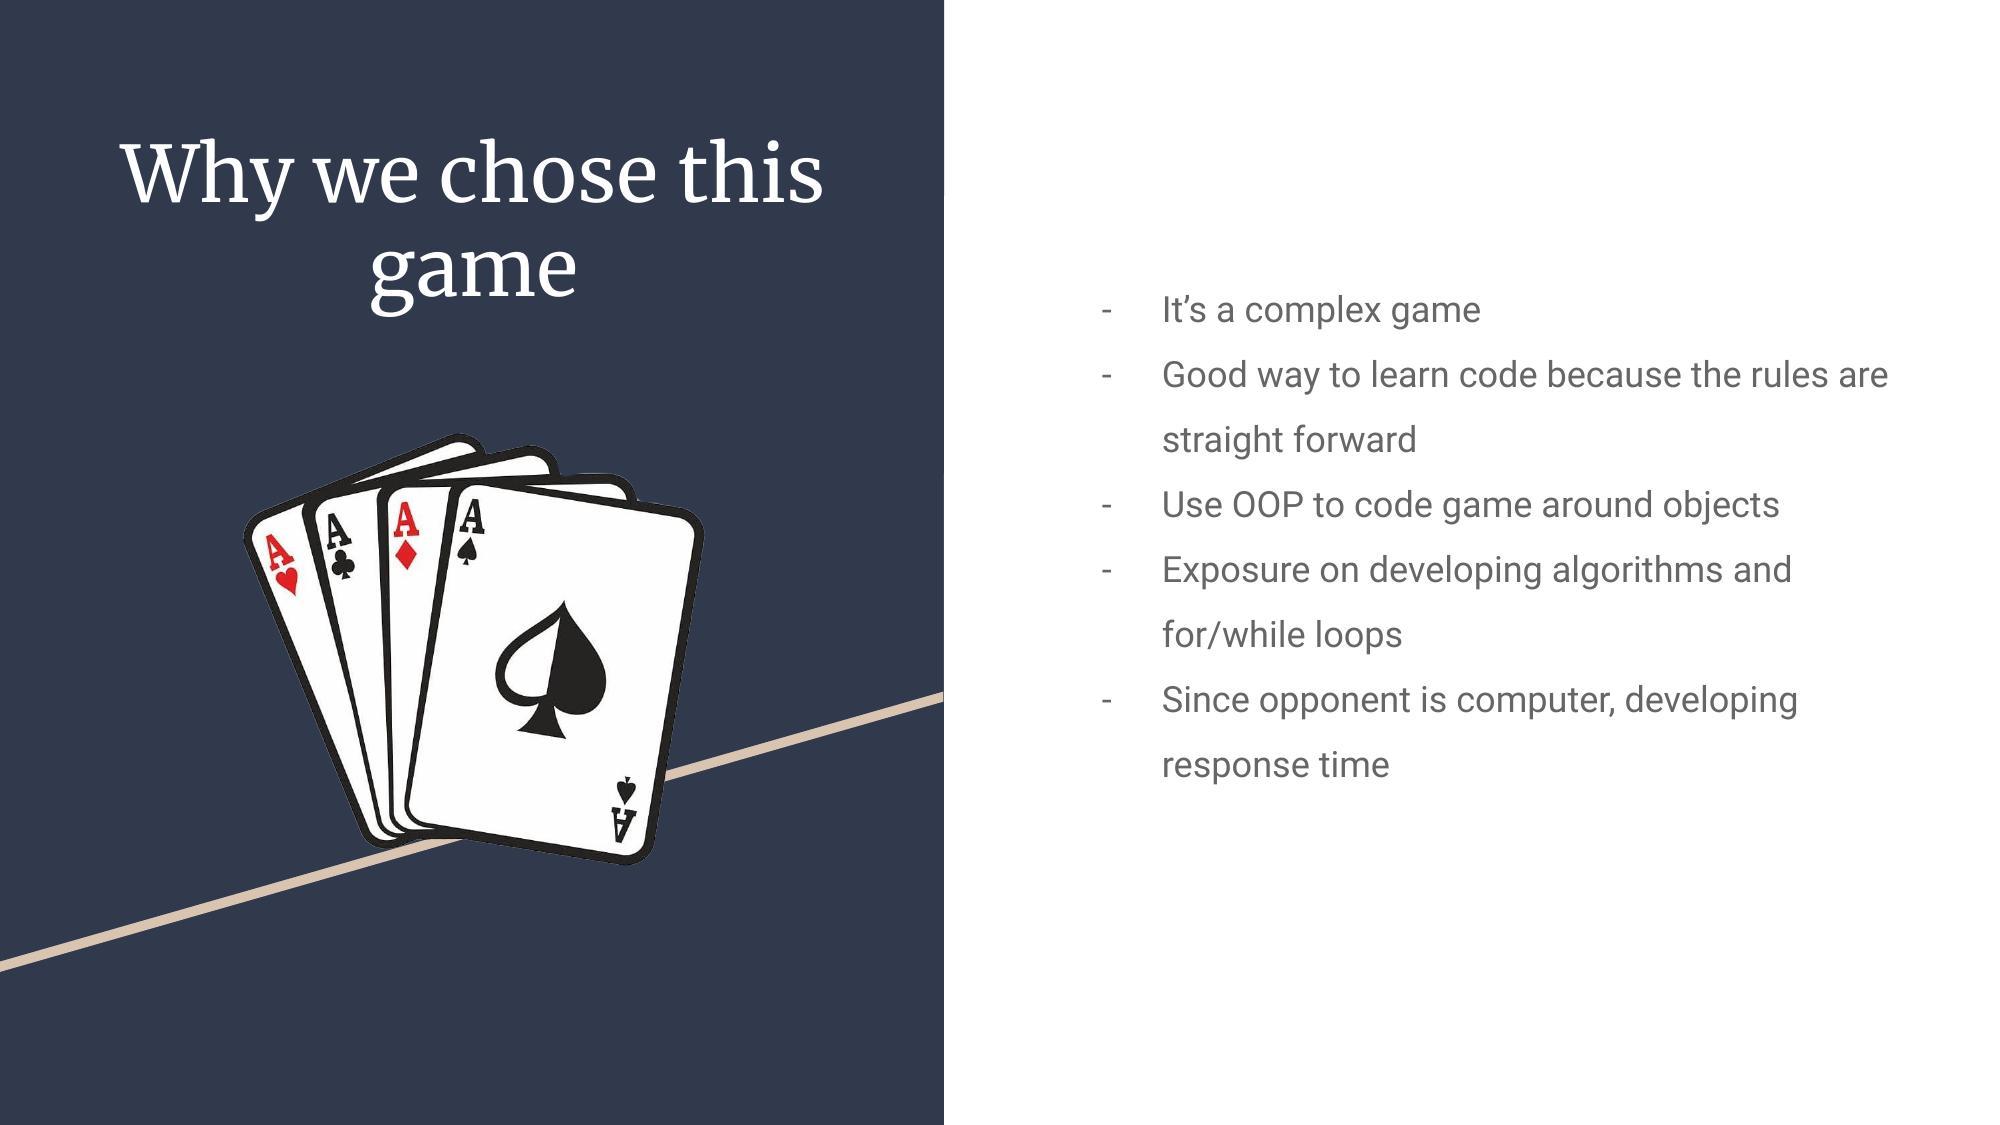 Why we chose this
game
A
A
A
A
A
- It’s a complex game
- Good way to learn code because the rules are
straight forward
- Use OOP to code game around objects
- Exposure on developing algorithms and
for/while loops
- Since opponent is computer, developing
response time